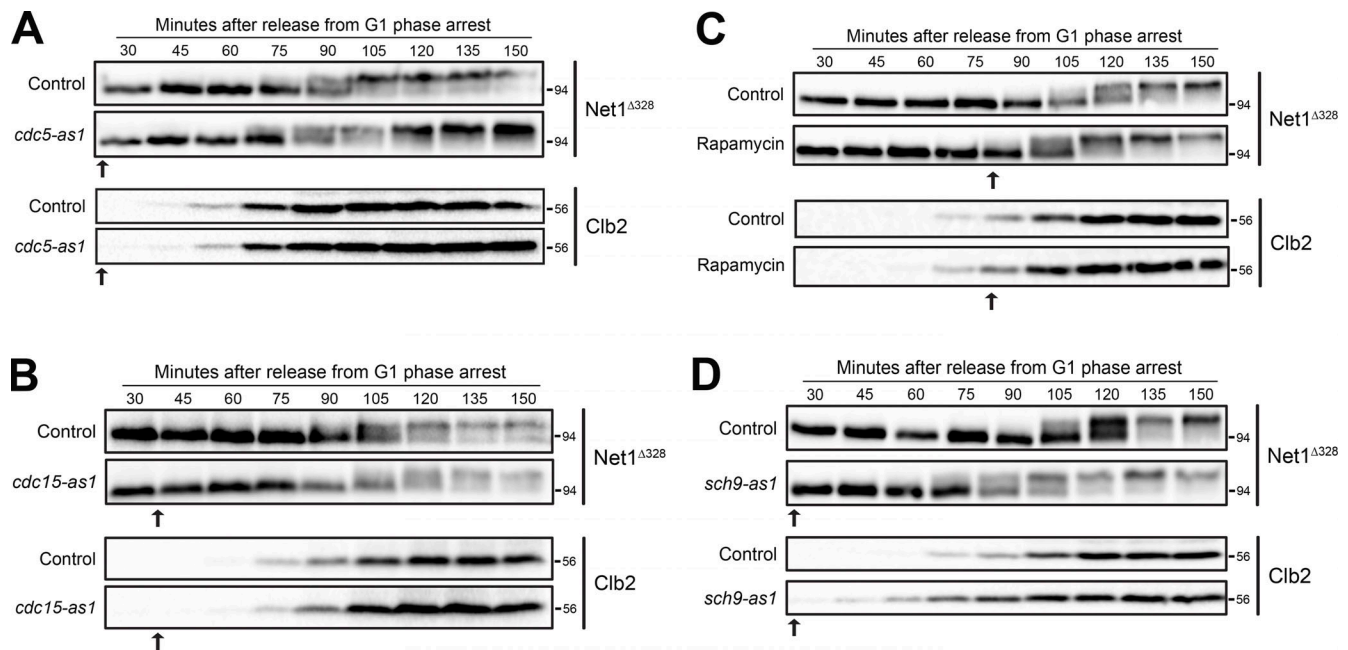 A
Minutes after release from G1 phase arrest
30 45 60 75 90 105 120 135 150
Control
94
cdc5-as1
94
Net1Δ328
Control
56
cdc5-as1
56
Clb2
B
Minutes after release from G1 phase arrest
30 45 60 75 90 105 120 135 150
Control
94
cdc15-as1
94
Net1Δ328
Control
56
cdc15-as1
56
Clb2
C
Minutes after release from G1 phase arrest
30 45 60 75 90 105 120 135 150
Control
94
Rapamycin
94
Net1Δ328
Control
56
Rapamycin
56
Clb2
D
Minutes after release from G1 phase arrest
30 45 60 75 90 105 120 135 150
Control
94
sch9-as1
94
Net1Δ328
Control
56
sch9-as1
56
Clb2